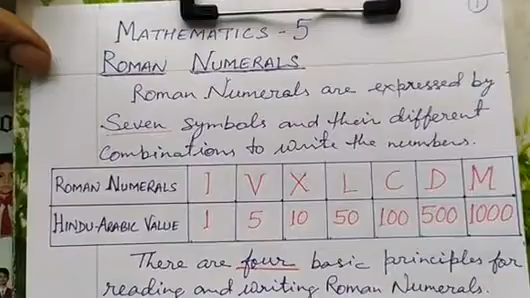 1
MATHEMATICS - 5
ROMAN NUMERALS
Roman Numerals are expressed by
Seven symbols and their different
Combinations to write the numbers.
ROMAN NUMERALS I V X L C D M
HINDU-ARABIC VALUE 1 5 10 50 100 500 1000
There are four basic principles for
reading and writing Roman Numerals.